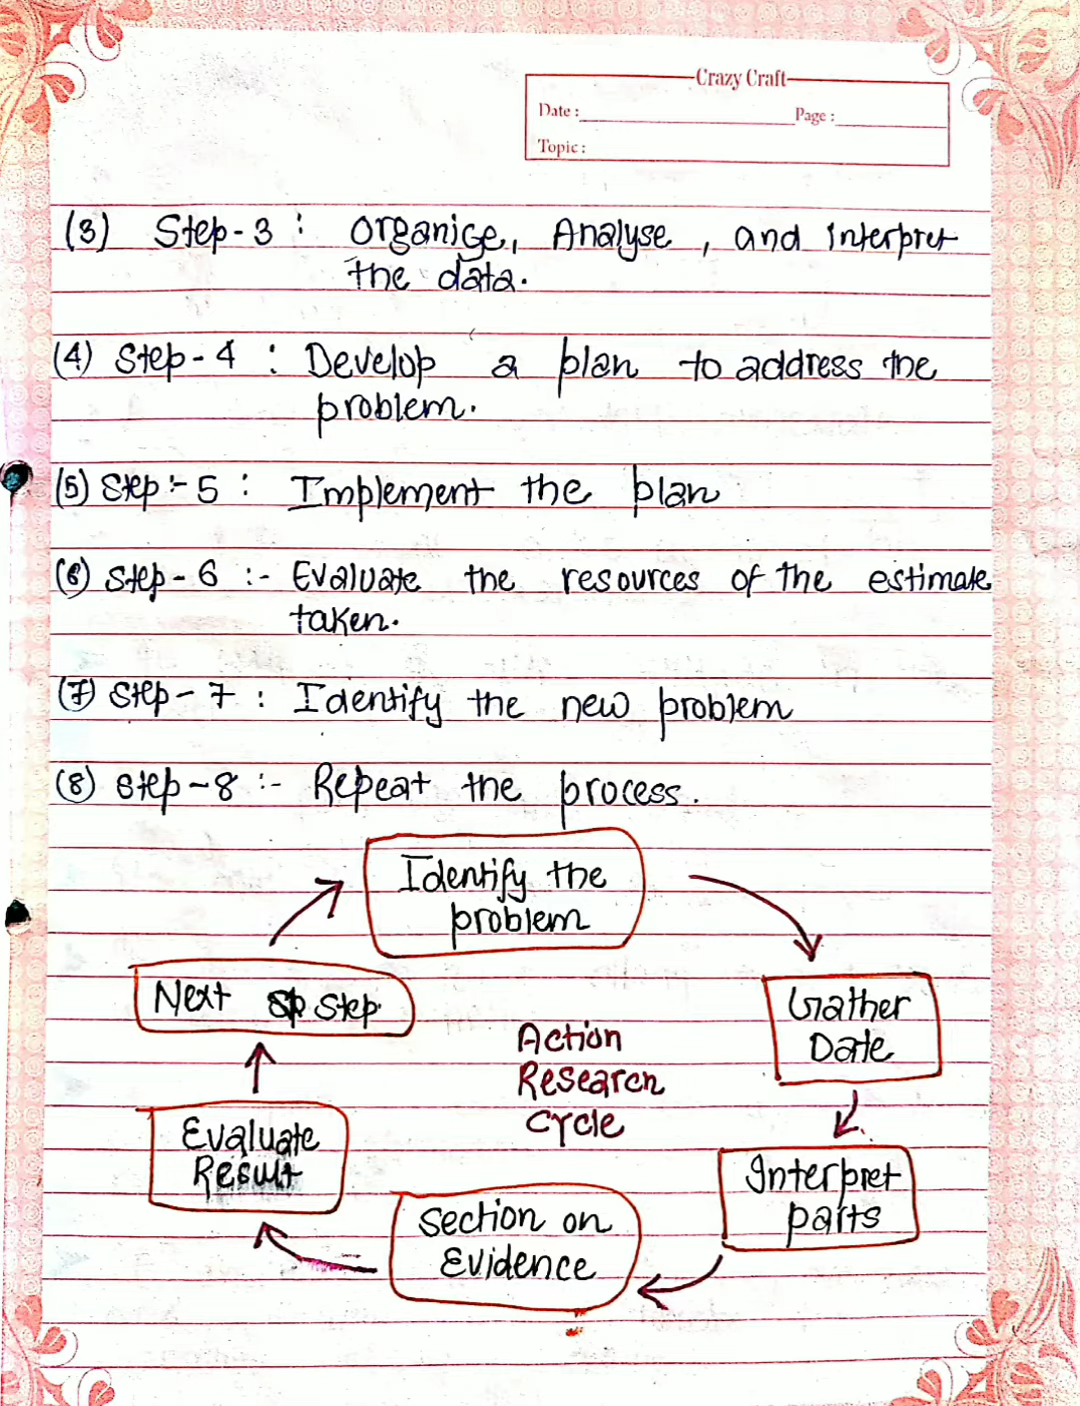 Crazy Craft
Date :
Page :
Topic :
(3) Step-3 : Organise, Analyse, and interpret
the data.
(4) Step-4 : Develop a plan to address the
problem.
(5) Step:-5 : Implement the plan
(6) Step-6 :- Evaluate the resources of the estimate
taken.
(7) Step-7 : Identify the new problem
(8) Step-8 :- Repeat the process.
Identify the
problem
Gather
Date
Interpret
parts
Section on
Evidence
Evaluate
Result
Next Step
Action
Research
Cycle